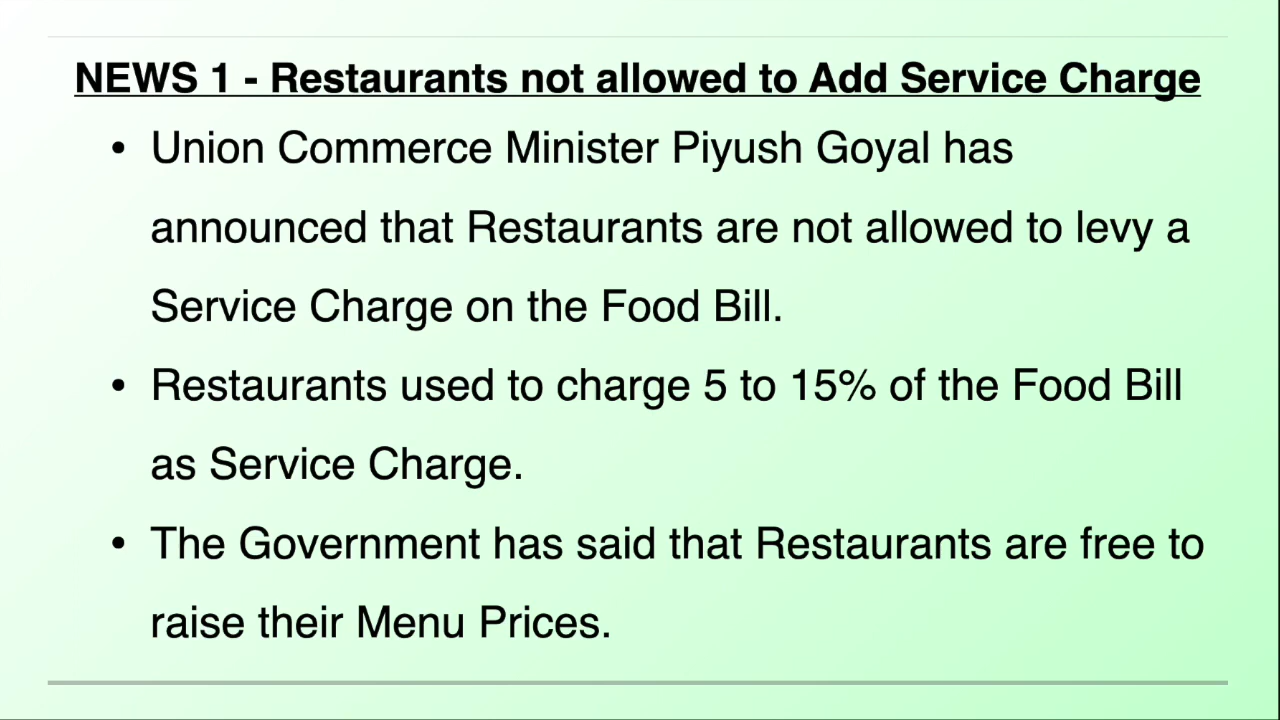 NEWS 1 - Restaurants not allowed to Add Service Charge
• Union Commerce Minister Piyush Goyal has
announced that Restaurants are not allowed to levy a
Service Charge on the Food Bill.
• Restaurants used to charge 5 to 15% of the Food Bill
as Service Charge.
• The Government has said that Restaurants are free to
raise their Menu Prices.